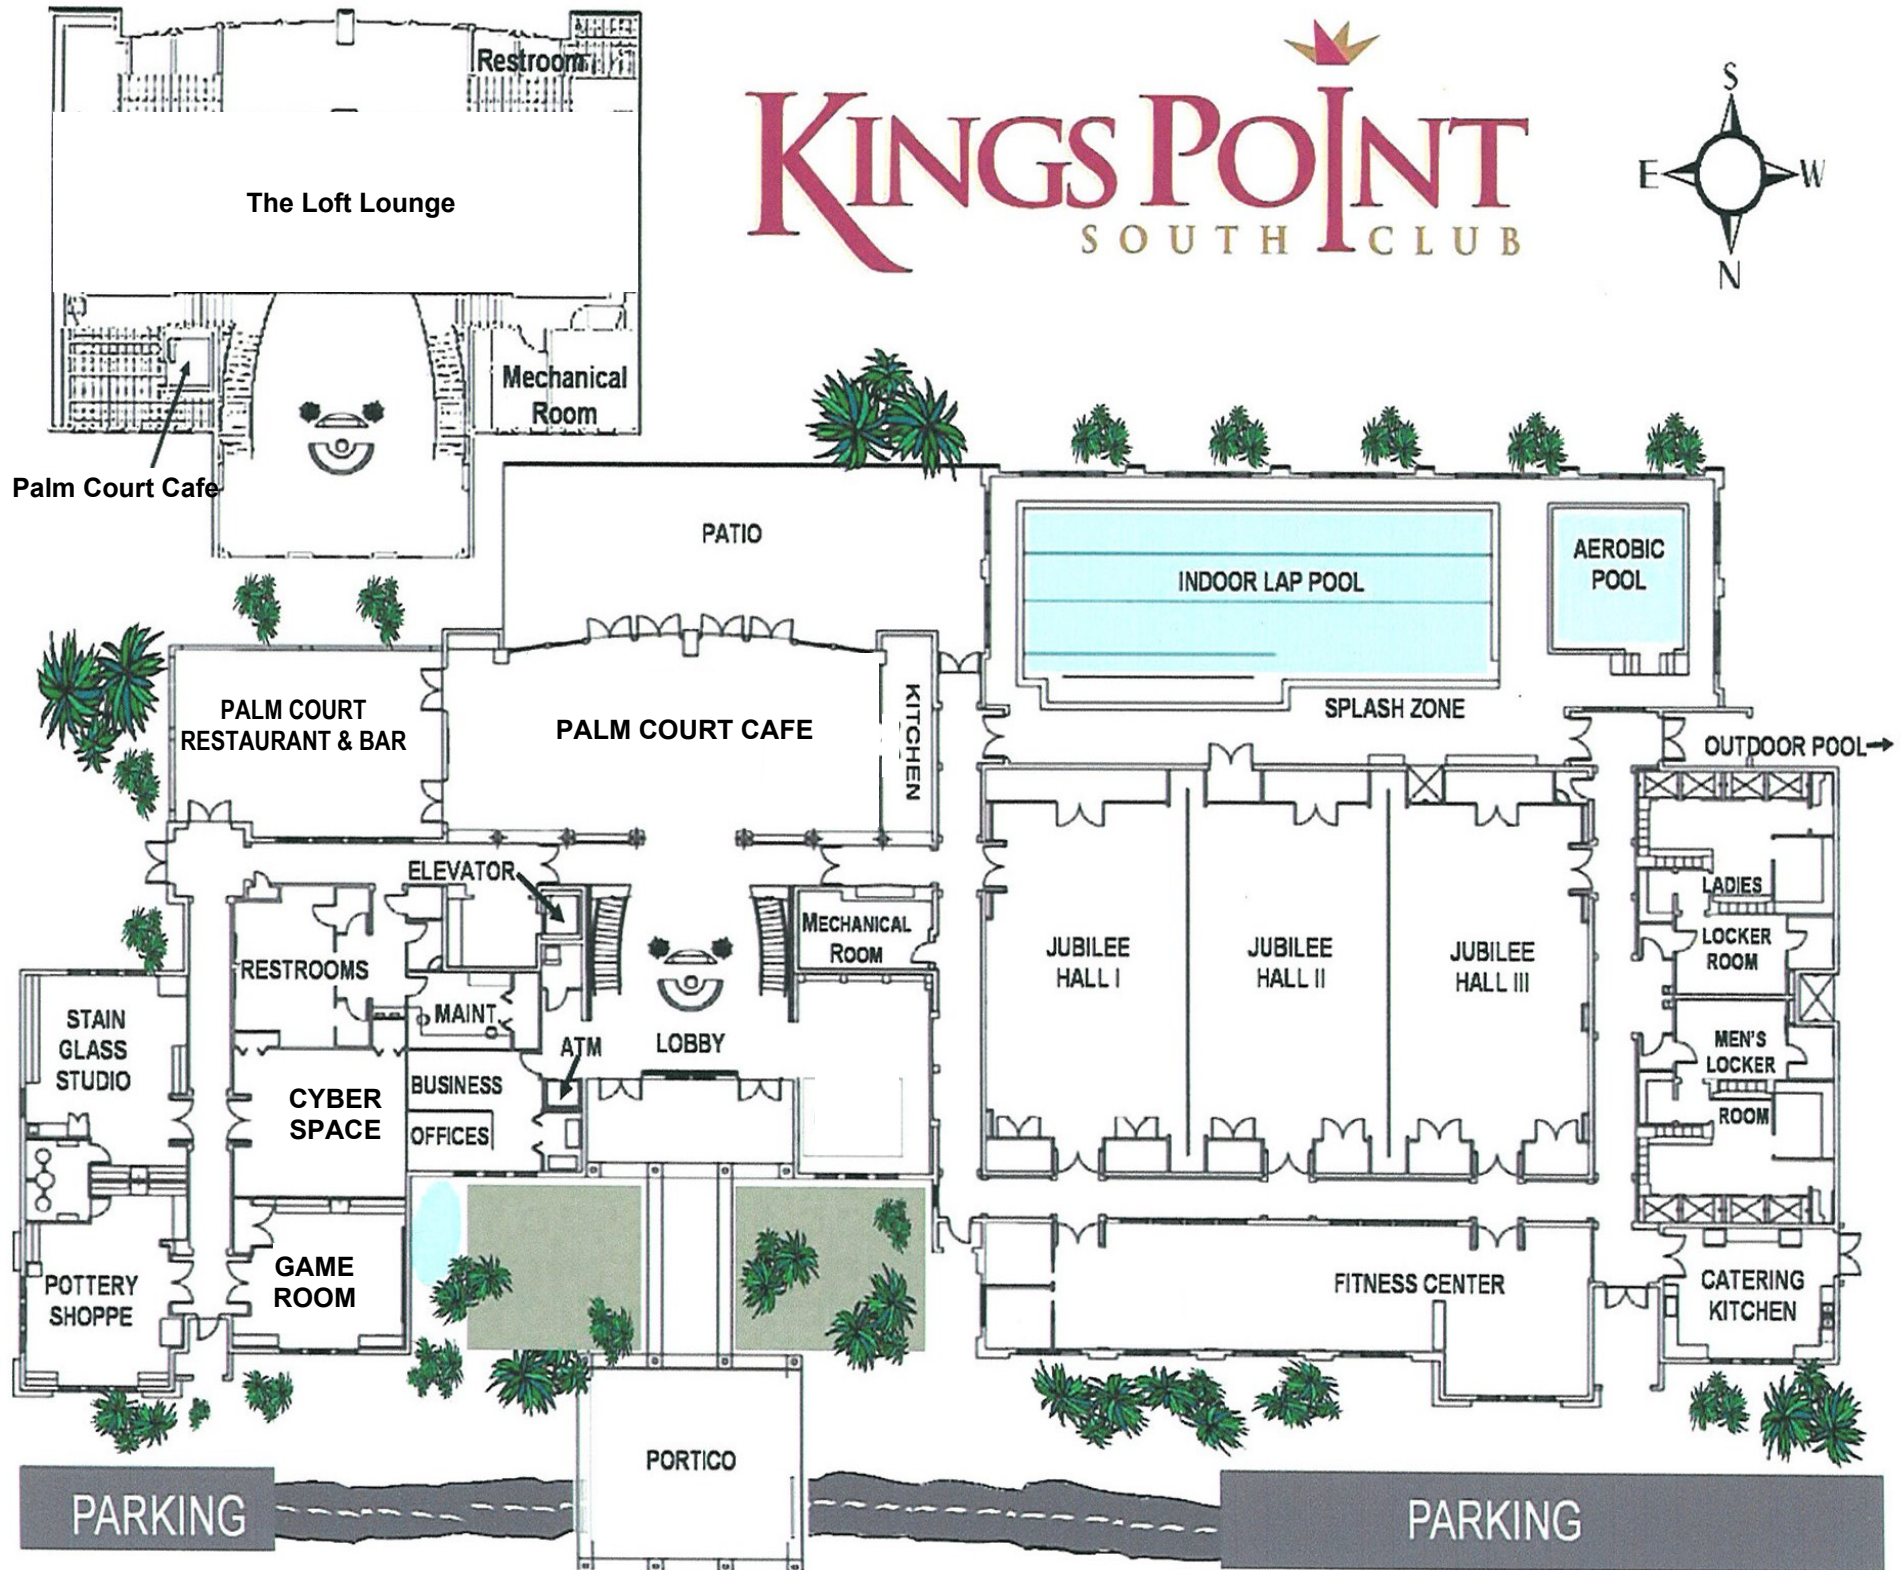 Restroom
KINGS POINT
SOUTH CLUB
S
E
W
N
The Loft Lounge
Mechanical
Room
Palm Court Cafe
PATIO
INDOOR LAP POOL
AEROBIC
POOL
SPLASH ZONE
OUTDOOR POOL
PALM COURT
RESTAURANT & BAR
PALM COURT CAFE
KITCHEN
ELEVATOR
MECHANICAL
ROOM
RESTROOMS
MAINT.
STAIN
GLASS
STUDIO
ATM
LOBBY
BUSINESS
OFFICES
CYBER
SPACE
JUBILEE
HALL I
JUBILEE
HALL II
JUBILEE
HALL III
LADIES
LOCKER
ROOM
MEN'S
LOCKER
ROOM
POTTERY
SHOPPE
GAME
ROOM
FITNESS CENTER
CATERING
KITCHEN
PORTICO
PARKING
PARKING